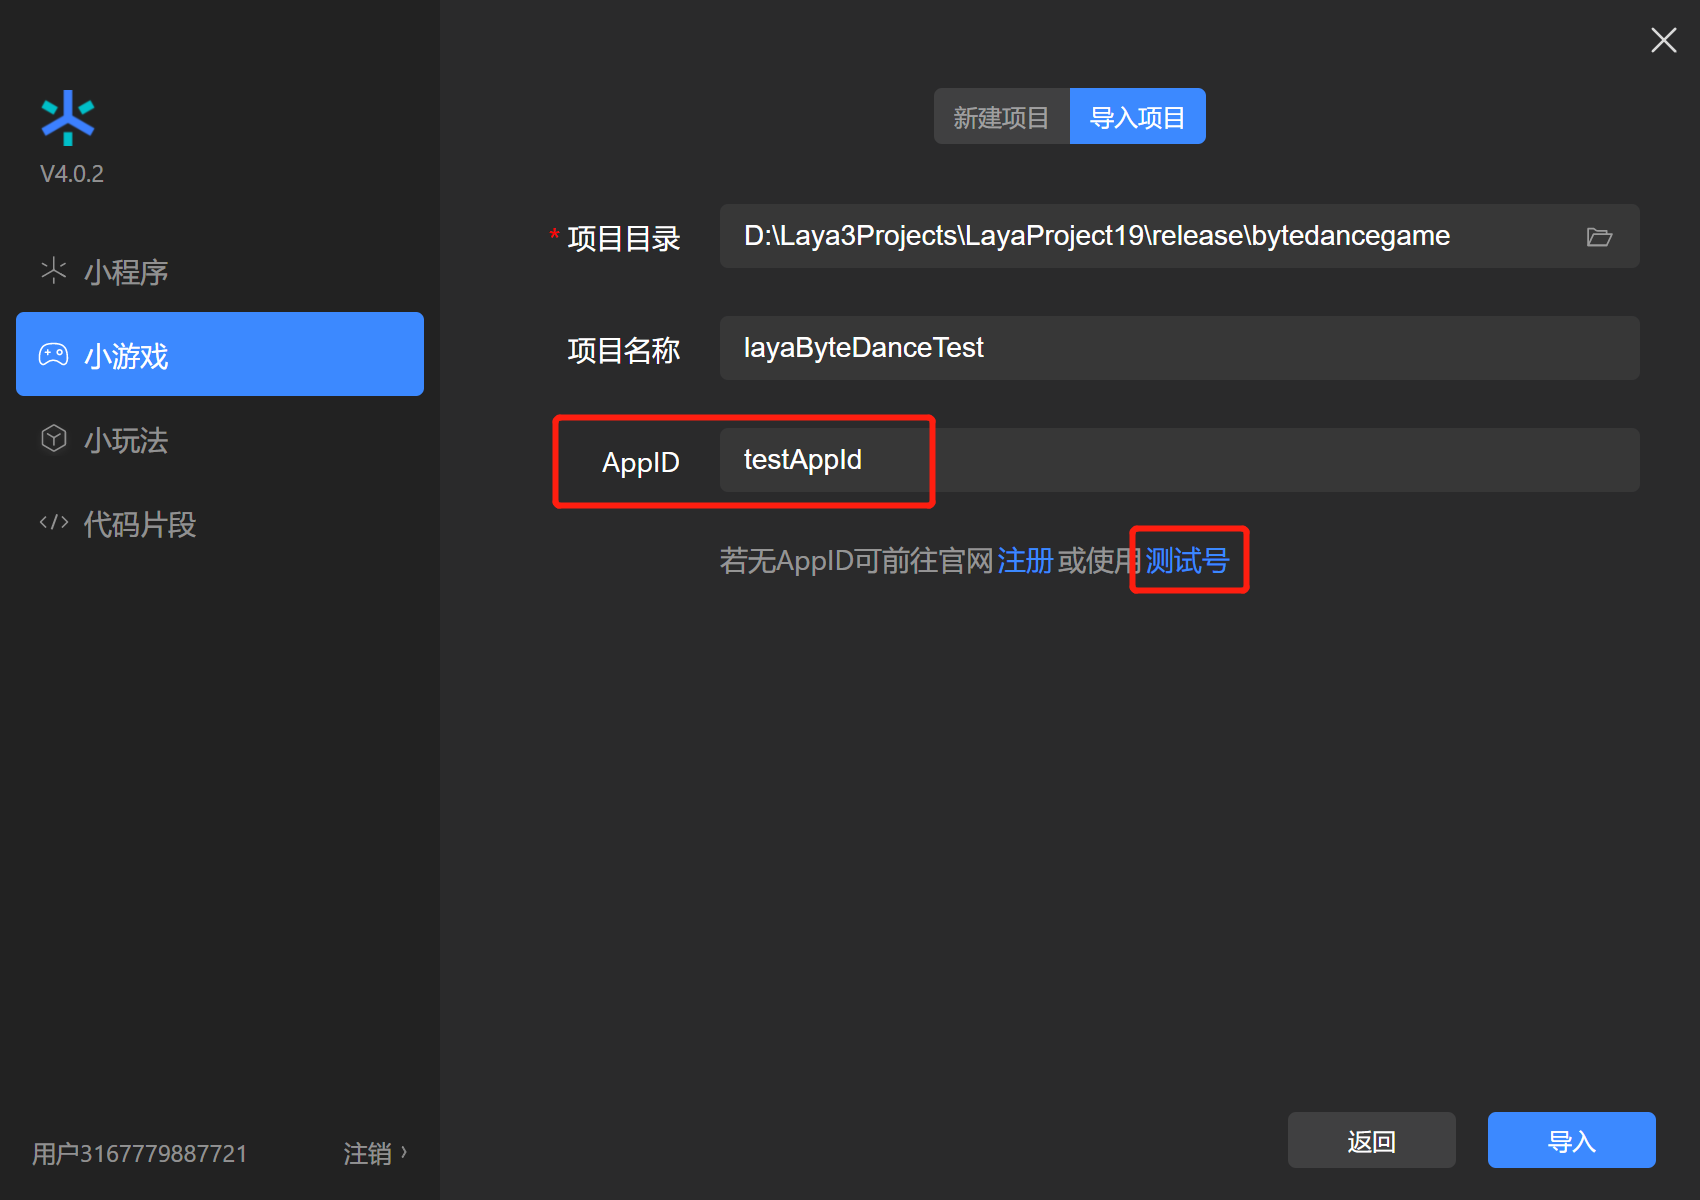 V4.0.2
小程序
小游戏
小玩法
代码片段
用户3167779887721
注销 ›
新建项目
导入项目
* 项目目录
D:\Laya3Projects\LayaProject19\release\bytedancegame
项目名称
layaByteDanceTest
AppID
testAppId
若无AppID可前往官网注册或使用测试号
返回
导入